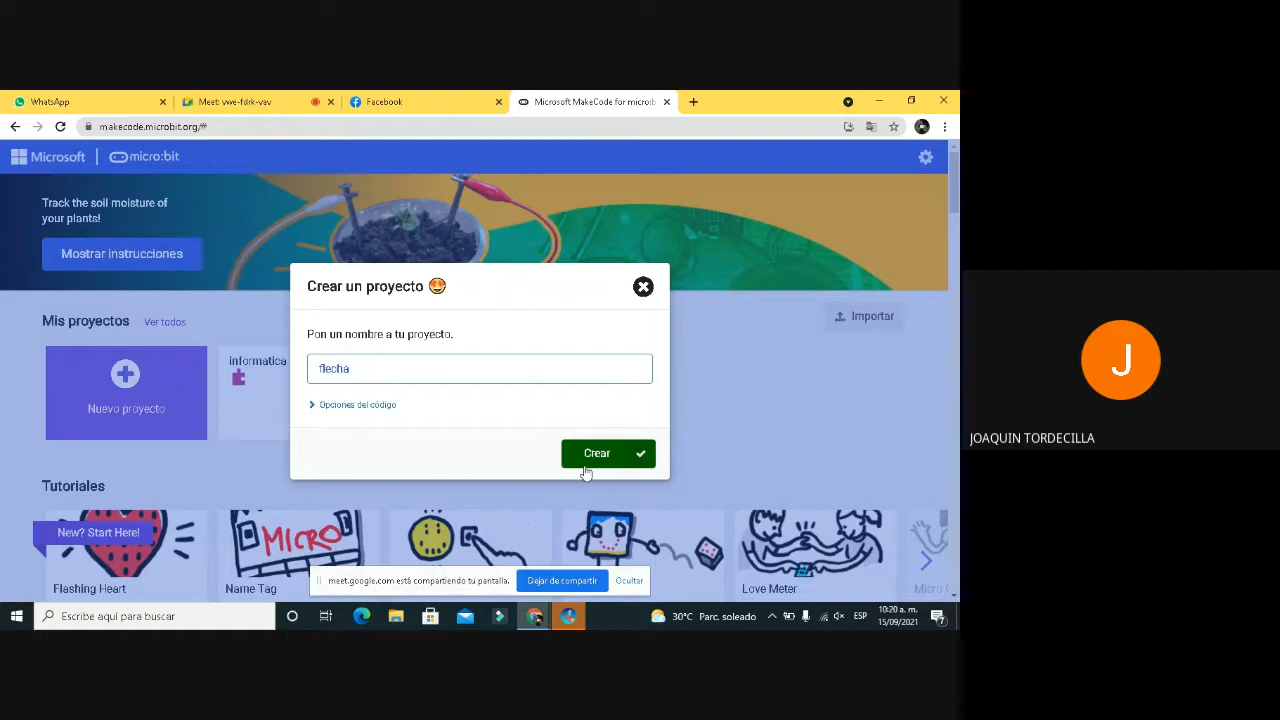 WhatsApp
Meet: vwe-fdrk-vav
Facebook
Microsoft MakeCode for micro:b
makecode.microbit.org/#
Microsoft
micro:bit
Track the soil moisture of
your plants!
Mostrar instrucciones
Crear un proyecto
Pon un nombre a tu proyecto.
flecha
Opciones del código
Crear
Mis proyectos
Ver todos
Importar
Nuevo proyecto
informatica
Tutoriales
New? Start Here!
MICRO
Flashing Heart
Name Tag
Love Meter
meet.google.com está compartiendo tu pantalla.
Dejar de compartir
Ocultar
Escribe aquí para buscar
30°C Parc. soleado
ESP
10:20 a. m.
15/09/2021
7
J
JOAQUIN TORDECILLA